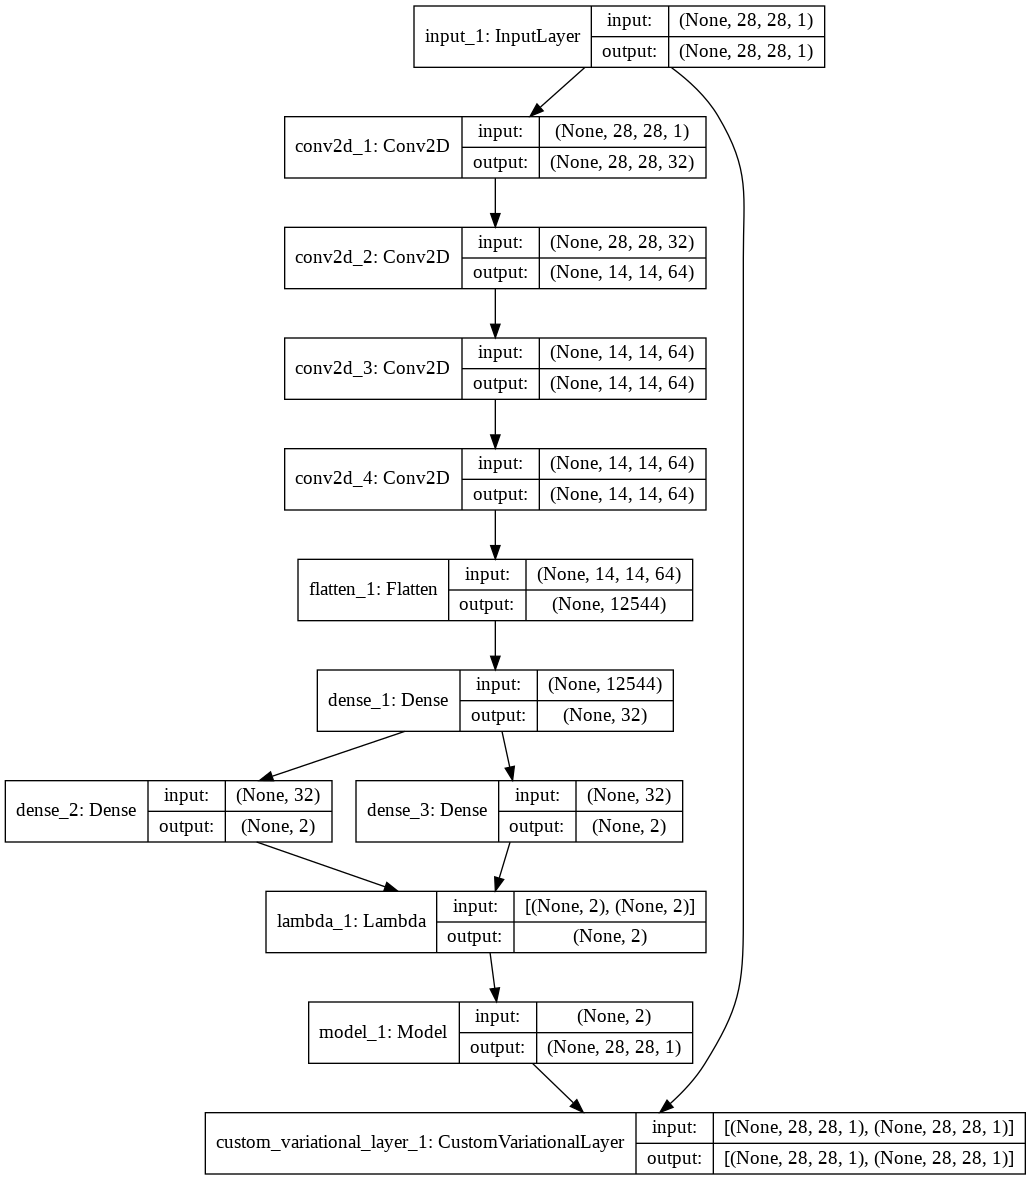 input_1: InputLayer
input: (None, 28, 28, 1)
output: (None, 28, 28, 1)
conv2d_1: Conv2D
input: (None, 28, 28, 1)
output: (None, 28, 28, 32)
conv2d_2: Conv2D
input: (None, 28, 28, 32)
output: (None, 14, 14, 64)
conv2d_3: Conv2D
input: (None, 14, 14, 64)
output: (None, 14, 14, 64)
conv2d_4: Conv2D
input: (None, 14, 14, 64)
output: (None, 14, 14, 64)
flatten_1: Flatten
input: (None, 14, 14, 64)
output: (None, 12544)
dense_1: Dense
input: (None, 12544)
output: (None, 32)
dense_2: Dense
input: (None, 32)
output: (None, 2)
dense_3: Dense
input: (None, 32)
output: (None, 2)
lambda_1: Lambda
input: [(None, 2), (None, 2)]
output: (None, 2)
model_1: Model
input: (None, 2)
output: (None, 28, 28, 1)
custom_variational_layer_1: CustomVariationalLayer
input: [(None, 28, 28, 1), (None, 28, 28, 1)]
output: [(None, 28, 28, 1), (None, 28, 28, 1)]